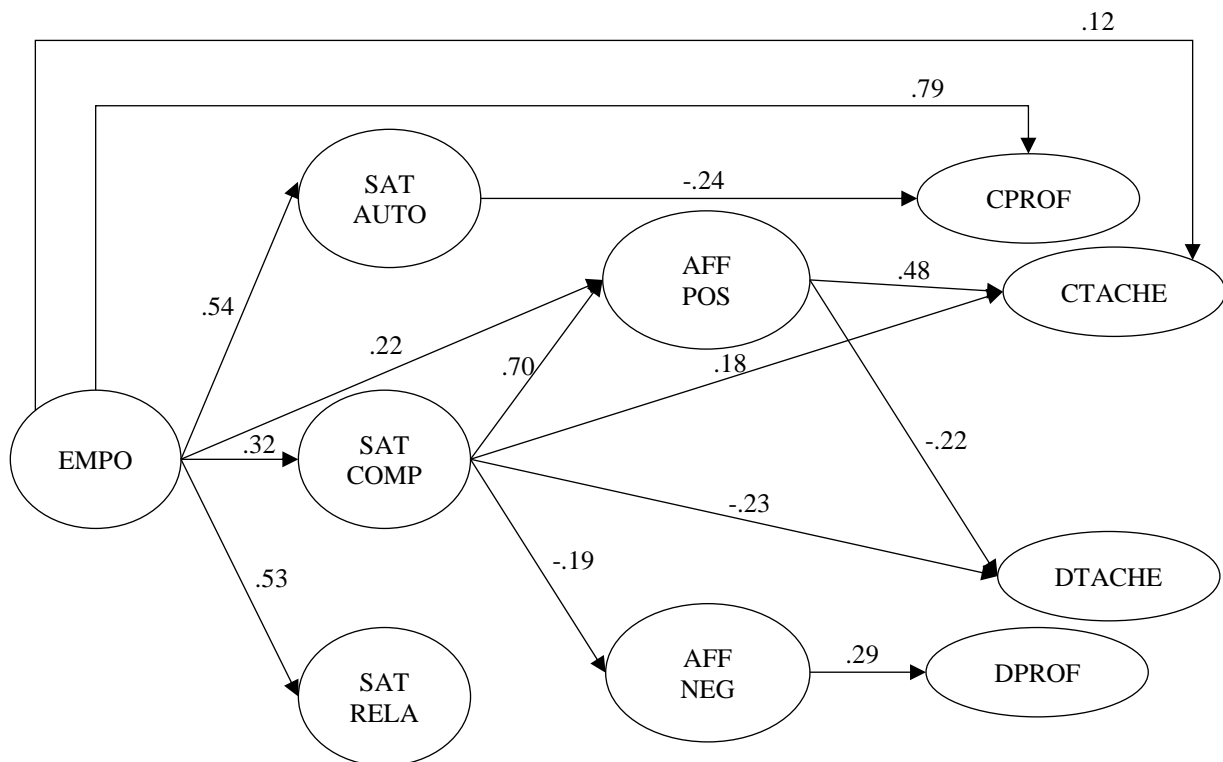 .12
.79
SAT
AUTO
-.24
CPROF
AFF
POS
.48
CTACHE
.54
.22
.70
.18
EMPO
.32
SAT
COMP
-.22
-.23
.53
-.19
DTACHE
SAT
RELA
AFF
NEG
.29
DPROF